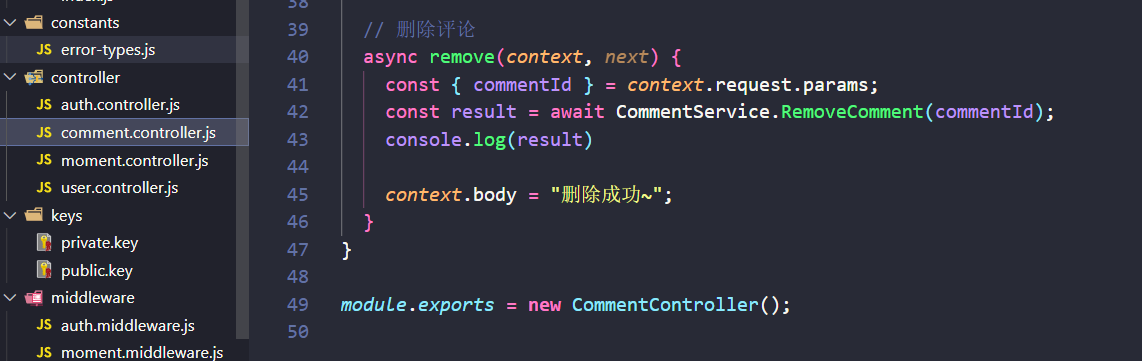 index.js
constants
JS error-types.js
controller
JS auth.controller.js
JS comment.controller.js
JS moment.controller.js
JS user.controller.js
keys
private.key
public.key
middleware
JS auth.middleware.js
JS moment.middleware.js
38
39 // 删除评论
40 async remove(context, next) {
41 const { commentId } = context.request.params;
42 const result = await CommentService.RemoveComment(commentId);
43 console.log(result)
44
45 context.body = "删除成功~";
46 }
47 }
48
49 module.exports = new CommentController();
50